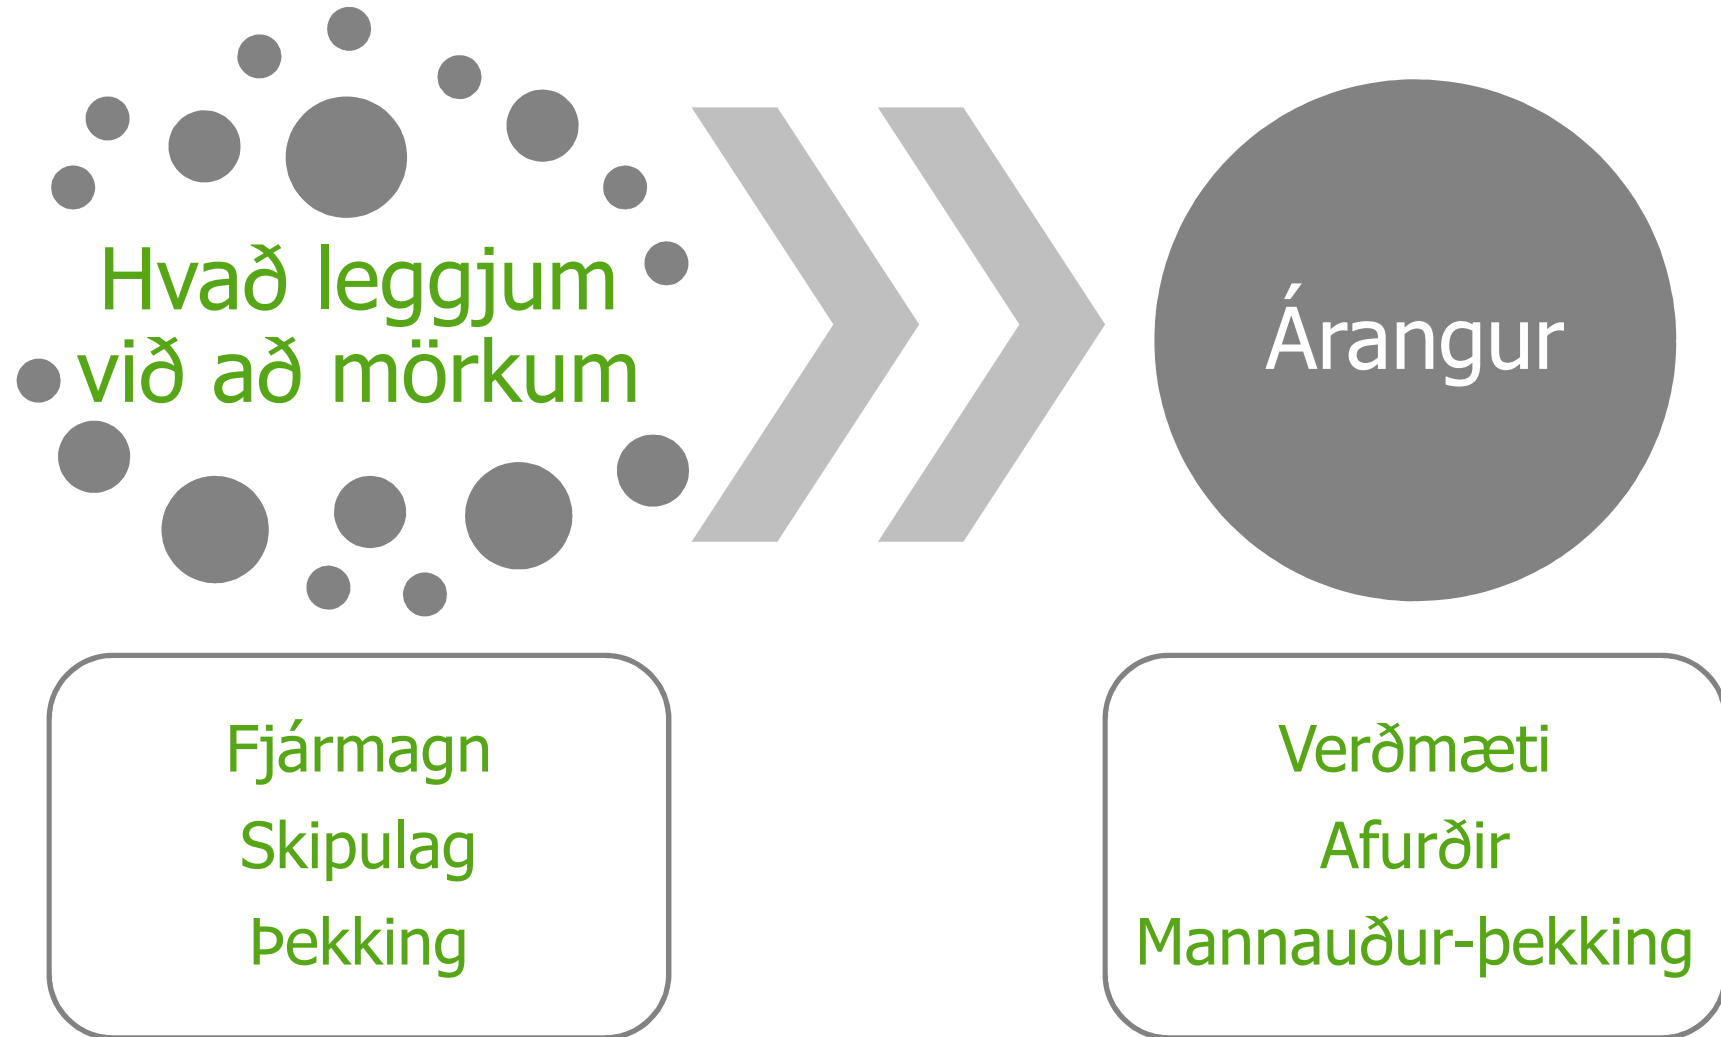 Hvað leggjum
við að mörkum
Árangur
Fjármagn
Skipulag
Þekking
Verðmæti
Afurðir
Mannauður-þekking